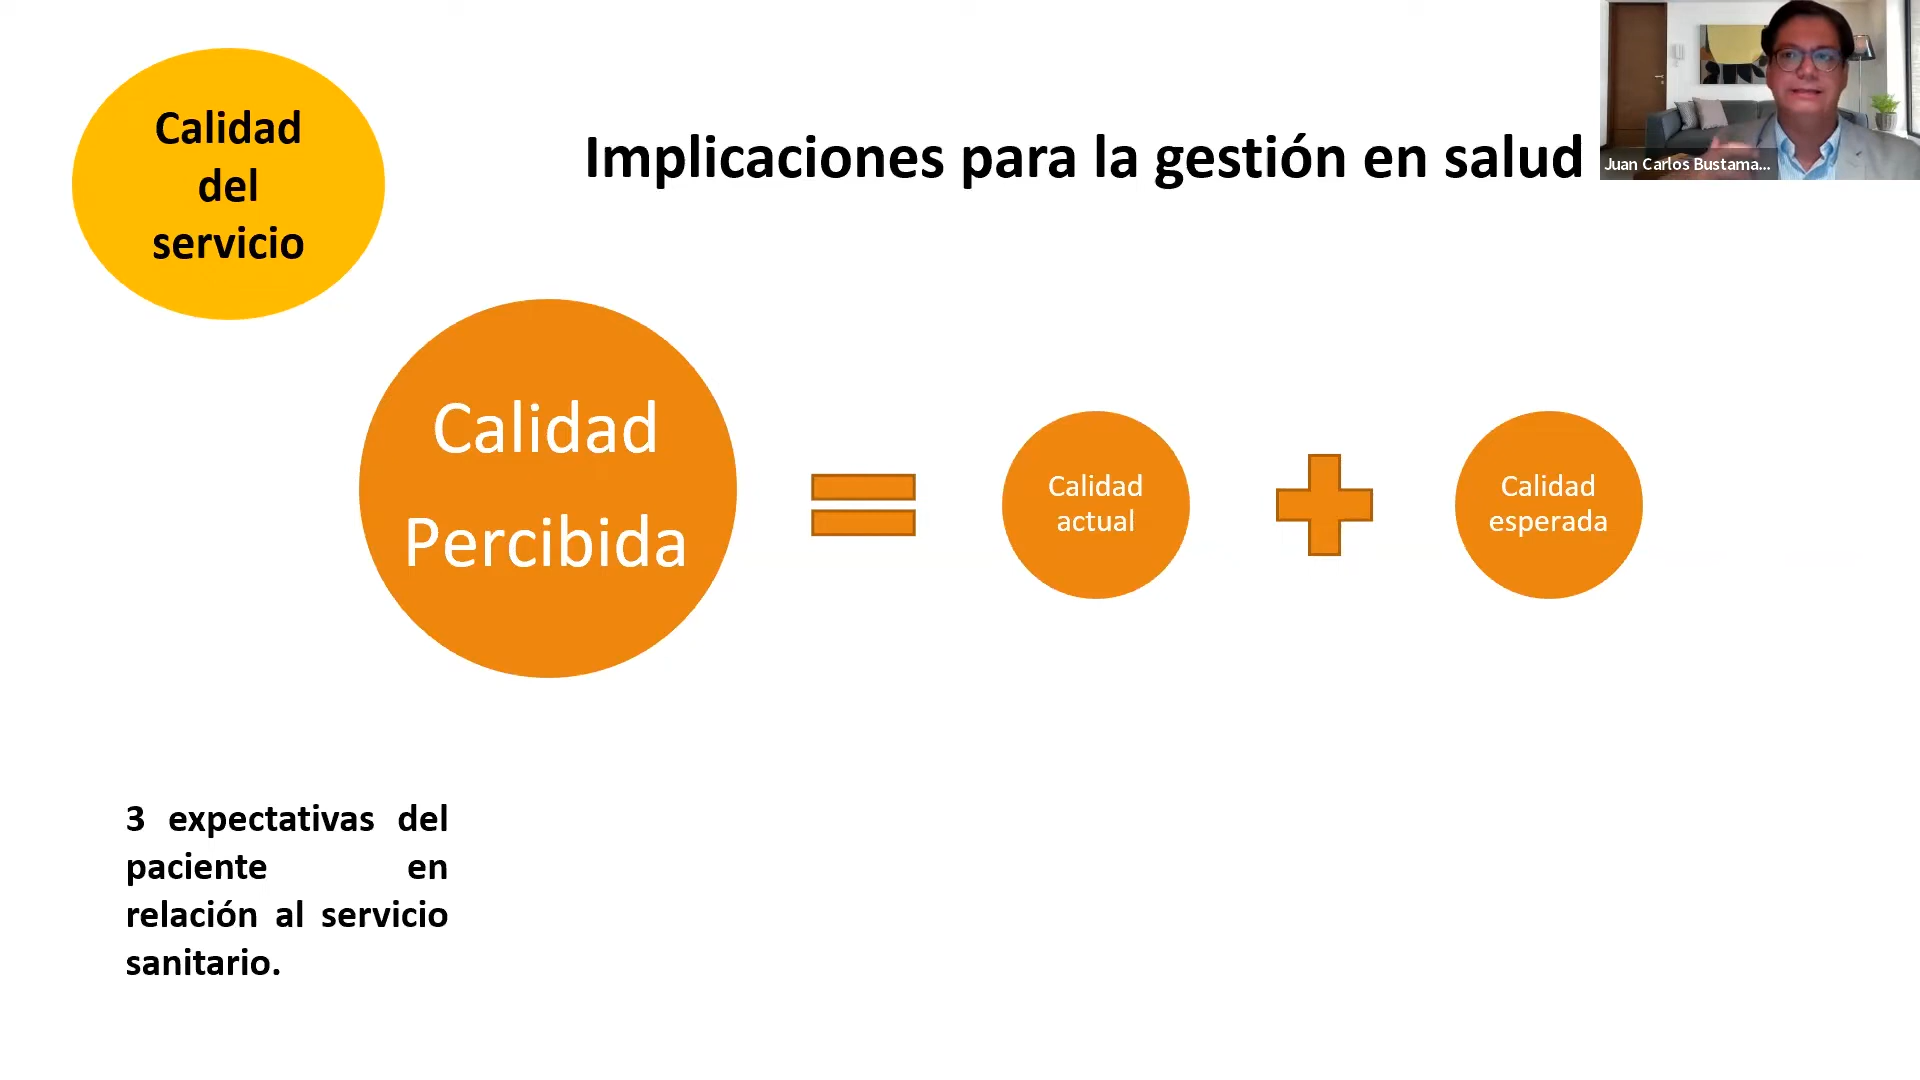 Calidad
del
servicio
Implicaciones para la gestión en salud
Juan Carlos Bustama...
Calidad
Percibida
Calidad
actual
Calidad
esperada
3 expectativas del
paciente en
relación al servicio
sanitario.